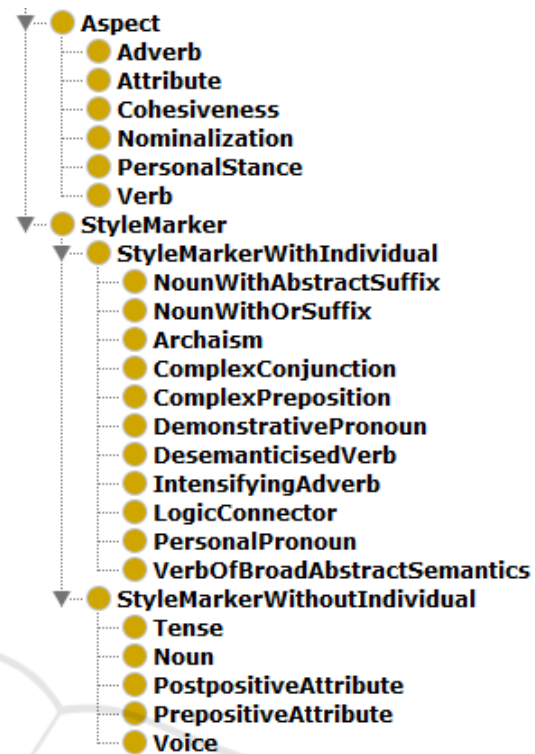 Aspect
Adverb
Attribute
Cohesiveness
Nominalization
PersonalStance
Verb
StyleMarker
StyleMarkerWithIndividual
NounWithAbstractSuffix
NounWithOrSuffix
Archaism
ComplexConjunction
ComplexPreposition
DemonstrativePronoun
DesemanticisedVerb
IntensifyingAdverb
LogicConnector
PersonalPronoun
VerbOfBroadAbstractSemantics
StyleMarkerWithoutIndividual
Tense
Noun
PostpositiveAttribute
PrepositiveAttribute
Voice